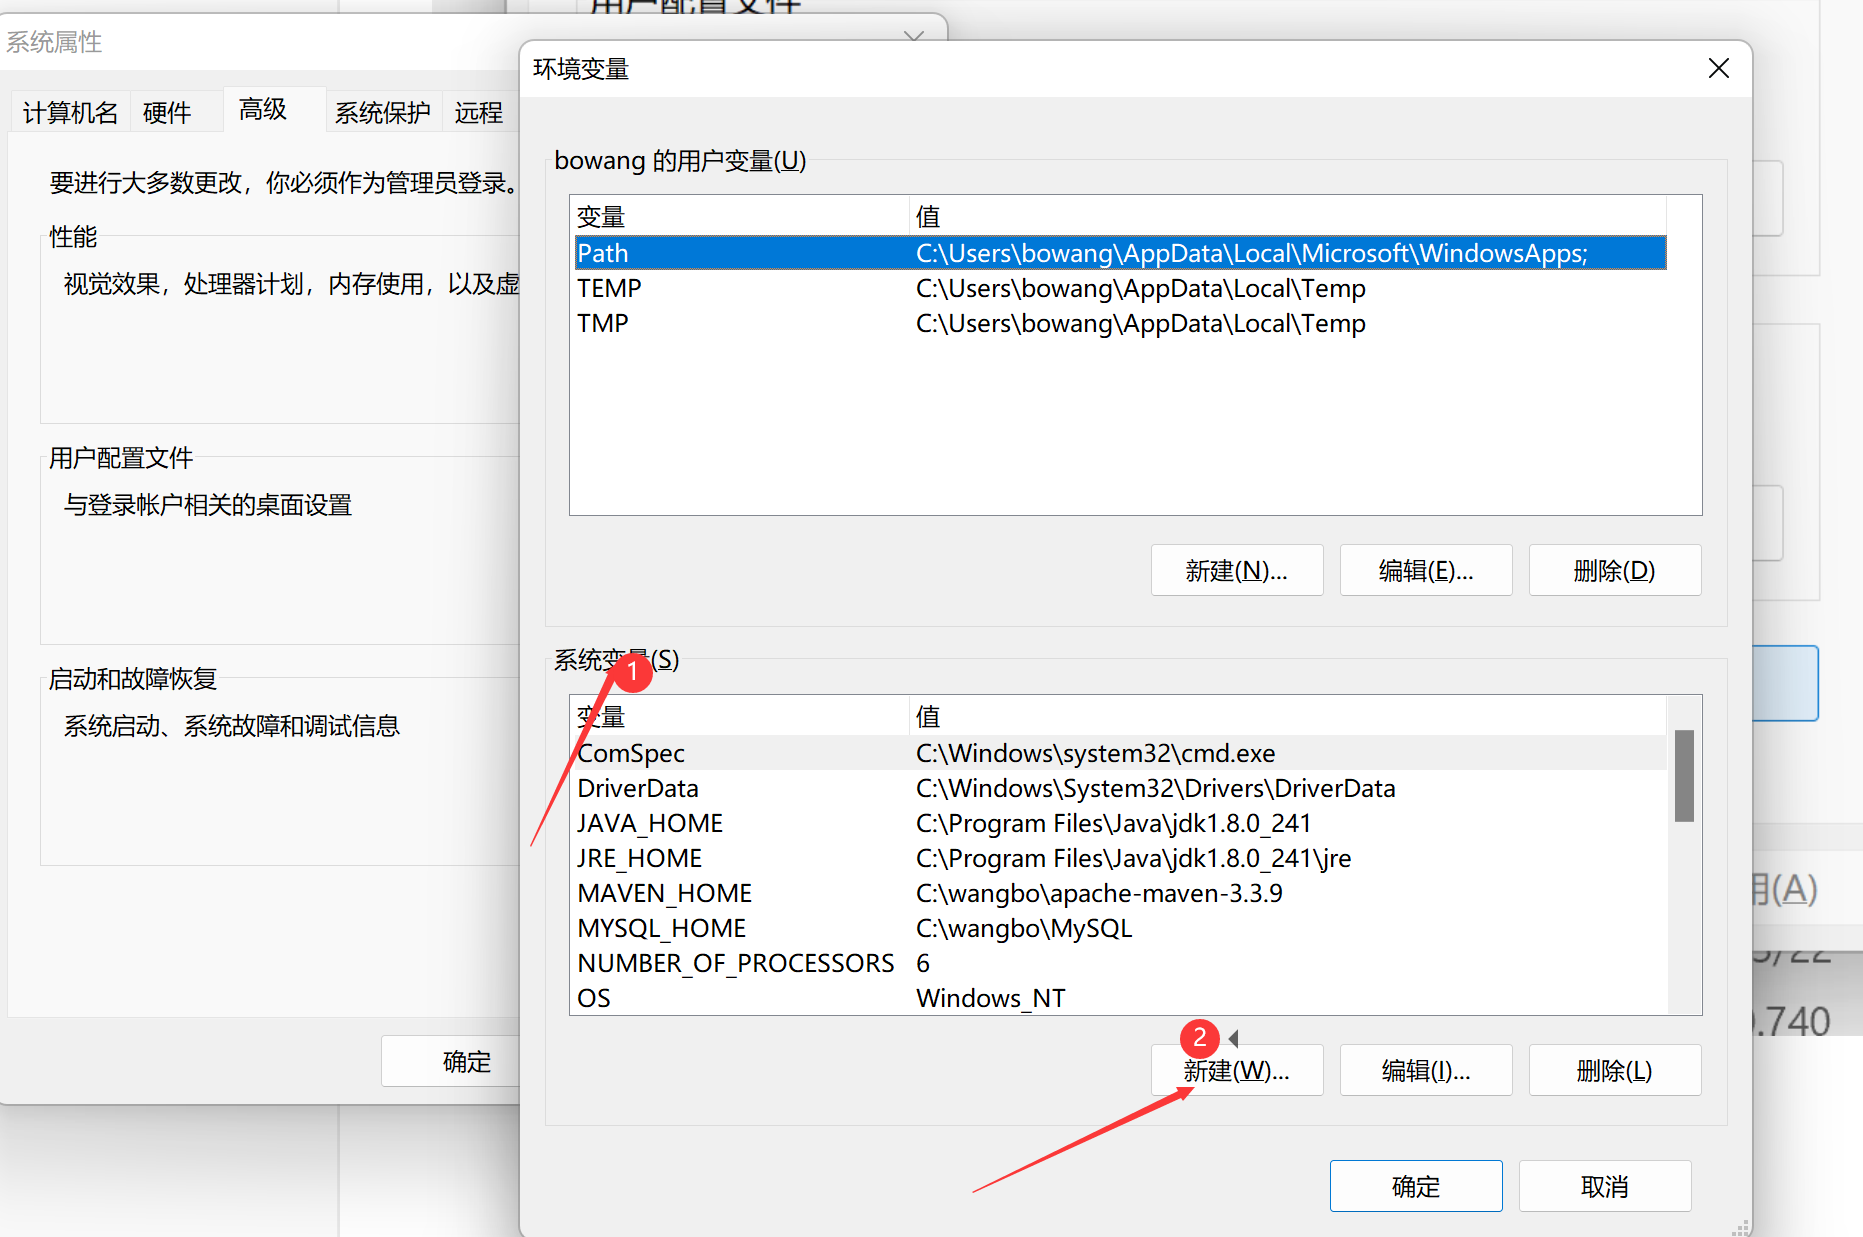 用户配置文件
系统属性
计算机名
硬件
高级
系统保护
远程
要进行大多数更改，你必须作为管理员登录。
性能
视觉效果，处理器计划，内存使用，以及虚
用户配置文件
与登录帐户相关的桌面设置
启动和故障恢复
系统启动、系统故障和调试信息
确定
环境变量
bowang 的用户变量(U)
变量 值
Path C:\Users\bowang\AppData\Local\Microsoft\WindowsApps;
TEMP C:\Users\bowang\AppData\Local\Temp
TMP C:\Users\bowang\AppData\Local\Temp
新建(N)... 编辑(E)... 删除(D)
系统变量(S)
1
变量 值
ComSpec C:\Windows\system32\cmd.exe
DriverData C:\Windows\System32\Drivers\DriverData
JAVA_HOME C:\Program Files\Java\jdk1.8.0_241
JRE_HOME C:\Program Files\Java\jdk1.8.0_241\jre
MAVEN_HOME C:\wangbo\apache-maven-3.3.9
MYSQL_HOME C:\wangbo\MySQL
NUMBER_OF_PROCESSORS 6
OS Windows_NT
2
新建(W)... 编辑(I)... 删除(L)
确定 取消
用(A)
/22
.740